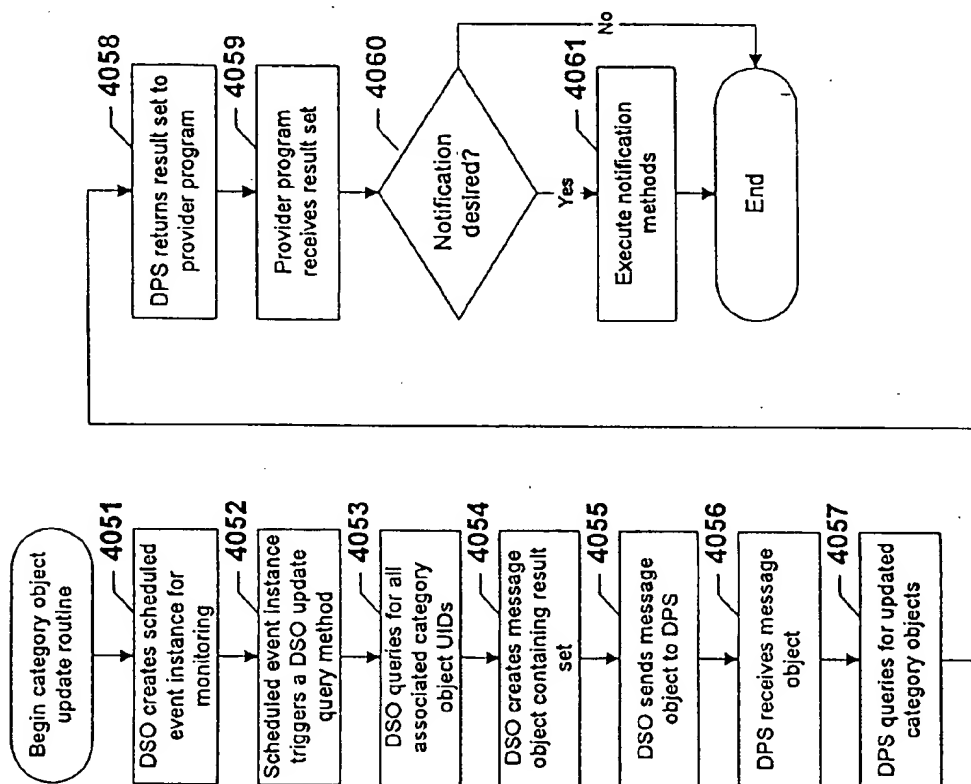 Begin category object
update routine
4051
DSO creates scheduled
event instance for
monitoring
4052
Scheduled event instance
triggers a DSO update
query method
4053
DSO queries for all
associated category
object UIDs
4054
DSO creates message
object containing result
set
4055
DSO sends message
object to DPS
4056
DPS receives message
object
4057
DPS queries for updated
category objects
4058
DPS returns result set to
provider program
4059
Provider program
receives result set
4060
Notification
desired?
No
Yes
4061
Execute notification
methods
End